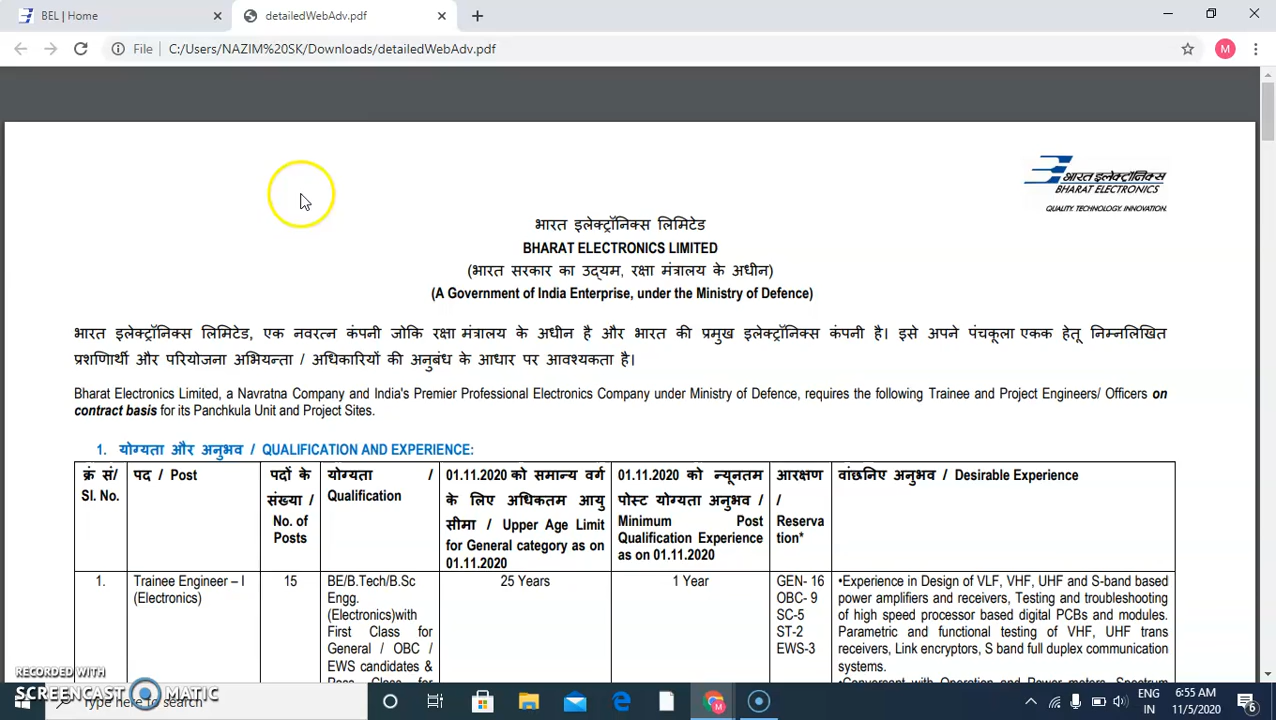 BEL | Home
detailedWebAdv.pdf
File C:/Users/NAZIM%20SK/Downloads/detailedWebAdv.pdf
M
भारत इलेक्ट्रॉनिक्स
BHARAT ELECTRONICS
QUALITY. TECHNOLOGY. INNOVATION.
भारत इलेक्ट्रॉनिक्स लिमिटेड
BHARAT ELECTRONICS LIMITED
(भारत सरकार का उद्यम, रक्षा मंत्रालय के अधीन)
(A Government of India Enterprise, under the Ministry of Defence)
भारत इलेक्ट्रॉनिक्स लिमिटेड, एक नवरत्न कंपनी जोकि रक्षा मंत्रालय के अधीन है और भारत की प्रमुख इलेक्ट्रॉनिक्स कंपनी है। इसे अपने पंचकूला एकक हेतू निम्नलिखित
प्रशणिार्थी और परियोजना अभियन्ता / अधिकारियों की अनुबंध के आधार पर आवश्यकता है।
Bharat Electronics Limited, a Navratna Company and India's Premier Professional Electronics Company under Ministry of Defence, requires the following Trainee and Project Engineers/ Officers on
contract basis for its Panchkula Unit and Project Sites.
1. योग्यता और अनुभव / QUALIFICATION AND EXPERIENCE:
क्रं सं/
Sl. No.
पद / Post
पदों के
संख्या /
No. of
Posts
योग्यता /
Qualification
01.11.2020 को समान्य वर्ग
के लिए अधिकतम आयु
सीमा / Upper Age Limit
for General category as on
01.11.2020
01.11.2020 को न्यूनतम
पोस्ट योग्यता अनुभव /
Minimum Post
Qualification Experience
as on 01.11.2020
आरक्षण
/
Reserva
tion*
वांछनिए अनुभव / Desirable Experience
1.
Trainee Engineer – I
(Electronics)
15
BE/B.Tech/B.Sc
Engg.
(Electronics)with
First Class for
General / OBC /
EWS candidates &
25 Years
1 Year
GEN- 16
OBC- 9
SC-5
ST-2
EWS-3
•Experience in Design of VLF, VHF, UHF and S-band based
power amplifiers and receivers, Testing and troubleshooting
of high speed processor based digital PCBs and modules.
Parametric and functional testing of VHF, UHF trans
receivers, Link encryptors, S band full duplex communication
systems.
RECORDED WITH
SCREENCAST MATIC
Type here to search
M
ENG
IN
6:55 AM
11/5/2020
6